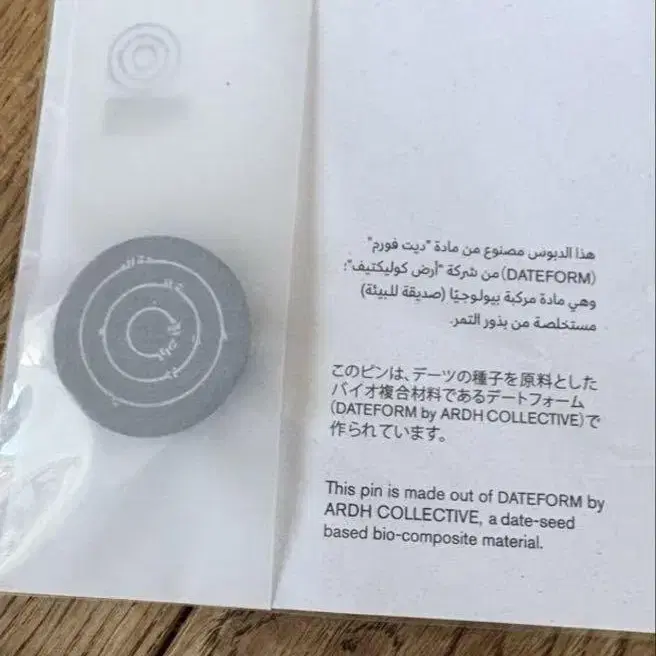 هذا الدبوس مصنوع من مادة "ديت فورم"
(DATEFORM) من شركة "أرض كوليكتيف"؛
وهي مادة مركبة بيولوجيًا (صديقة للبيئة)
مستخلصة من بذور التمر.
このピンは、デーツの種子を原料とした
バイオ複合材料であるデートフォーム
(DATEFORM by ARDH COLLECTIVE)で
作られています。
This pin is made out of DATEFORM by
ARDH COLLECTIVE, a date-seed
based bio-composite material.